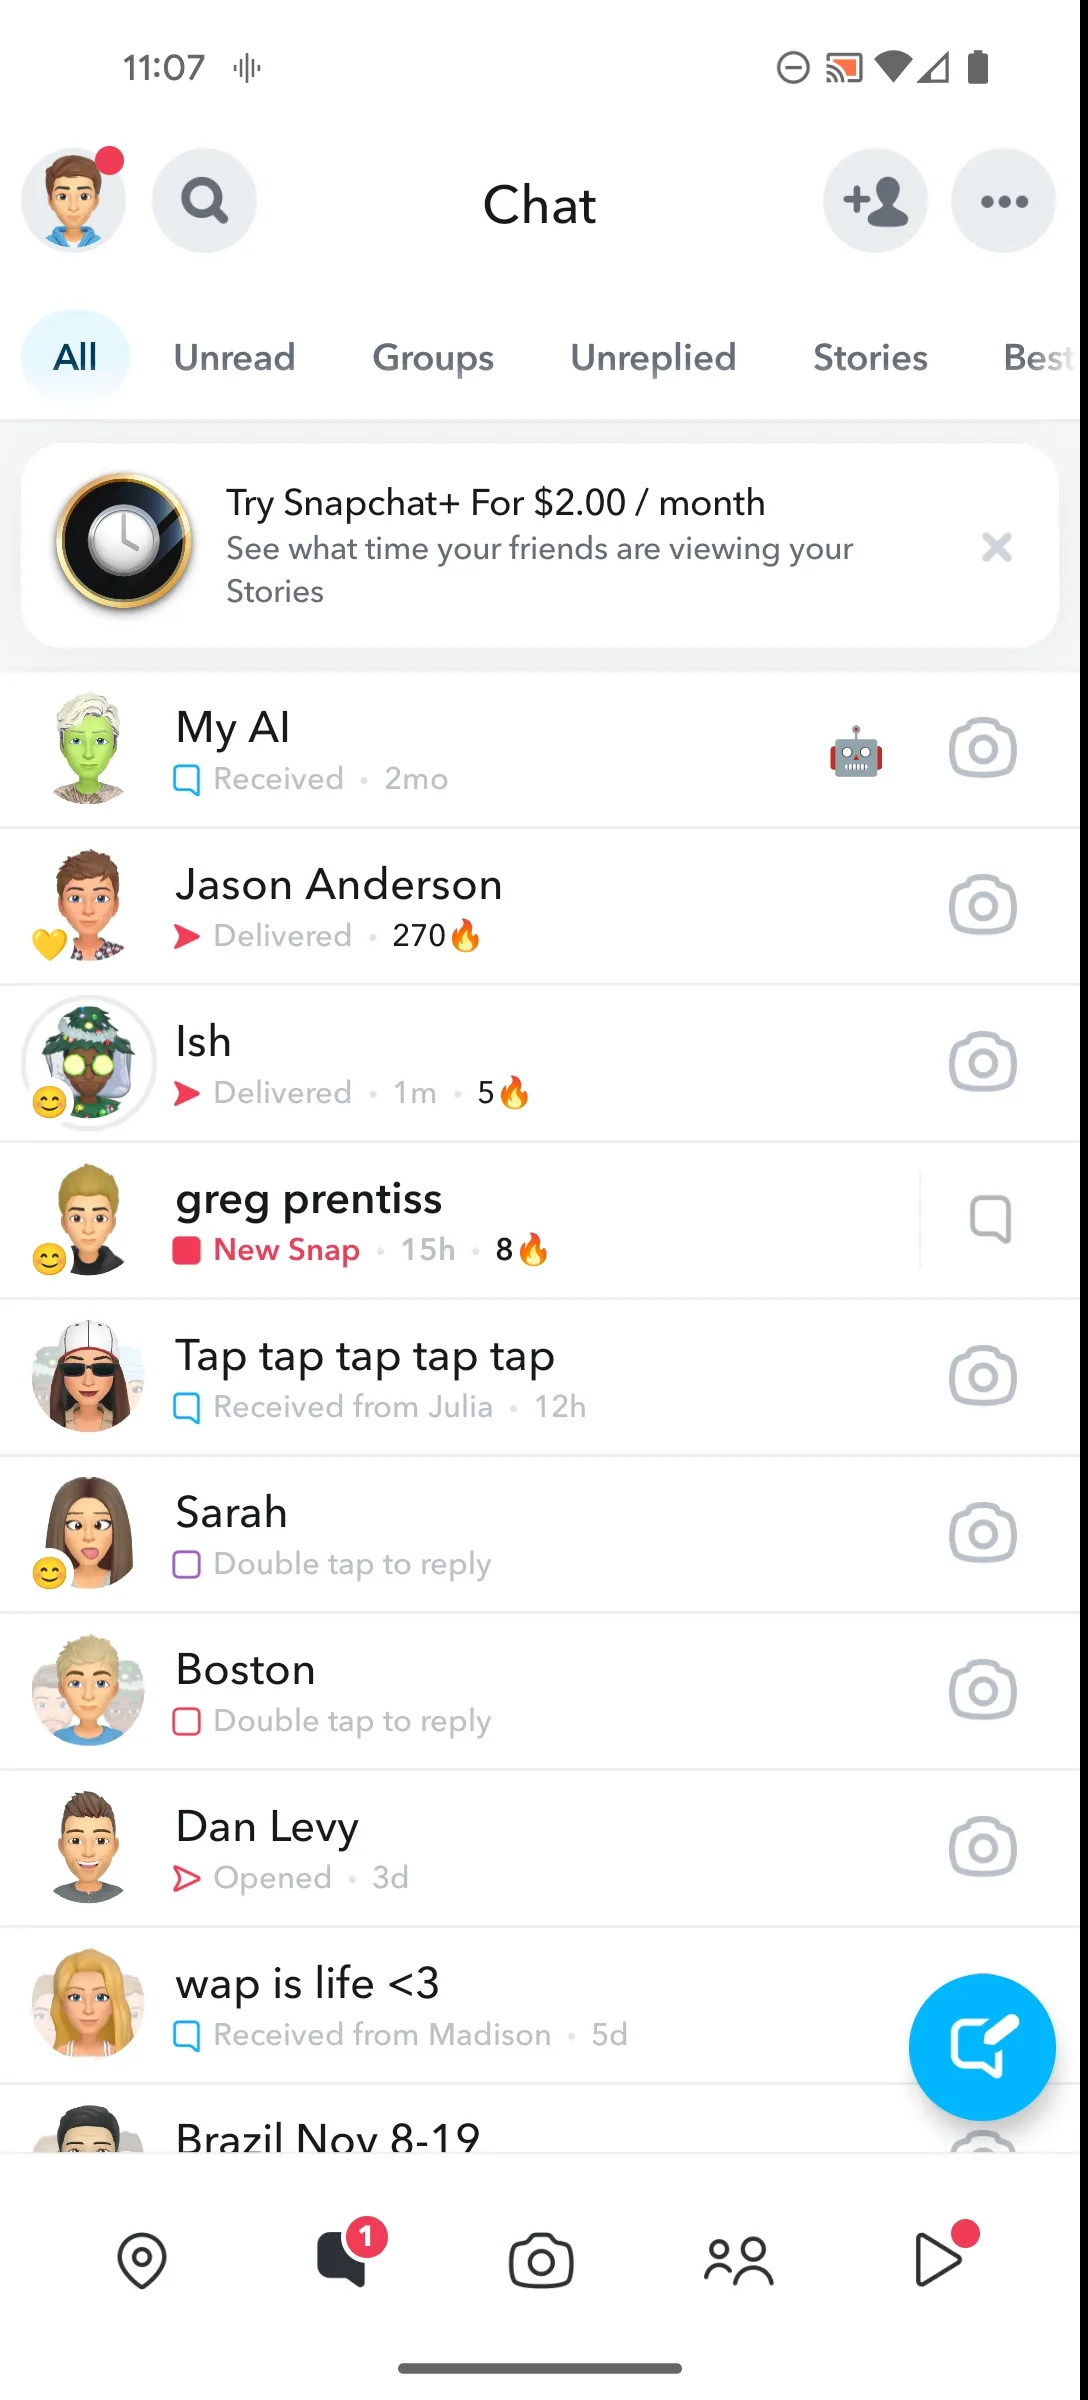 11:07
Chat
All
Unread
Groups
Unreplied
Stories
Best
Try Snapchat+ For $2.00 / month
See what time your friends are viewing your
Stories
My AI
Received • 2mo
Jason Anderson
Delivered • 270🔥
Ish
Delivered • 1m • 5🔥
greg prentiss
New Snap • 15h • 8🔥
Tap tap tap tap tap
Received from Julia • 12h
Sarah
Double tap to reply
Boston
Double tap to reply
Dan Levy
Opened • 3d
wap is life <3
Received from Madison • 5d
Brazil Nov 8-19
1